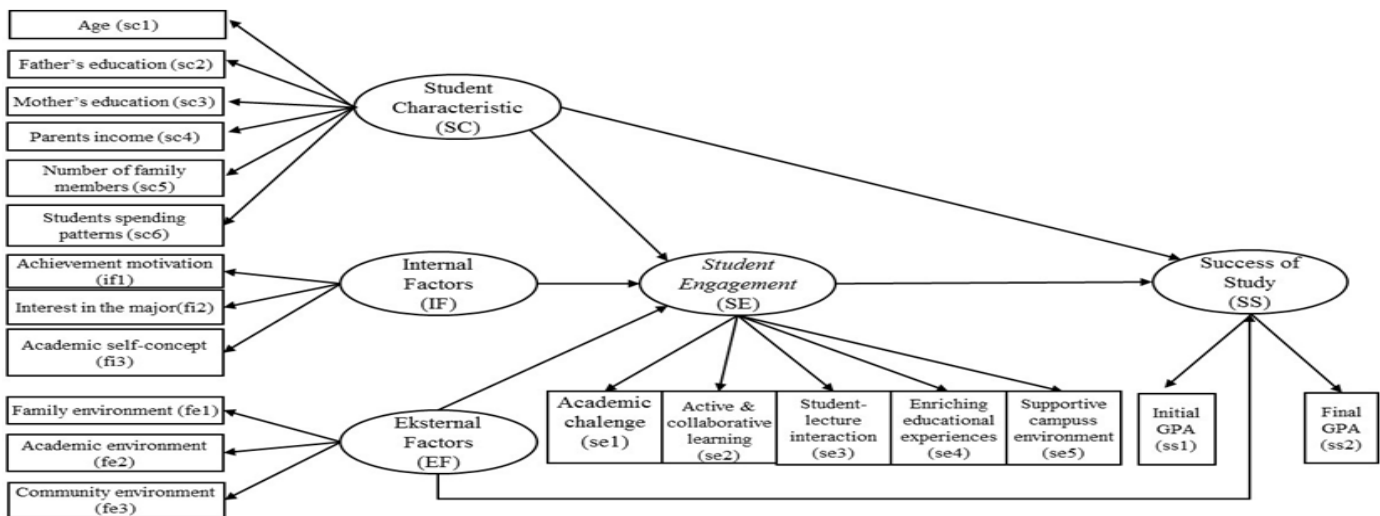 Age (sc1)
Father's education (sc2)
Mother's education (sc3)
Parents income (sc4)
Number of family
members (sc5)
Students spending
patterns (sc6)
Achievement motivation
(if1)
Interest in the major(fi2)
Academic self-concept
(fi3)
Family environment (fe1)
Academic environment
(fe2)
Community environment
(fe3)
Student
Characteristic
(SC)
Internal
Factors
(IF)
Eksternal
Factors
(EF)
Student
Engagement
(SE)
Success of
Study
(SS)
Academic
chalenge
(se1)
Active &
collaborative
learning
(se2)
Student-
lecture
interaction
(se3)
Enriching
educational
experiences
(se4)
Supportive
campuss
environment
(se5)
Initial
GPA
(ss1)
Final
GPA
(ss2)